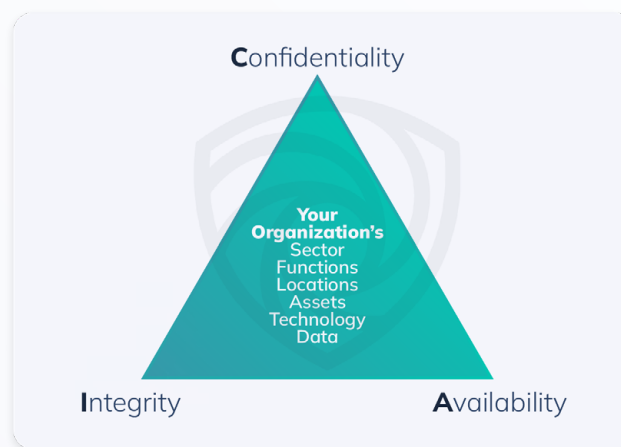 Confidentiality
Your
Organization's
Sector
Functions
Locations
Assets
Technology
Data
Integrity
Availability